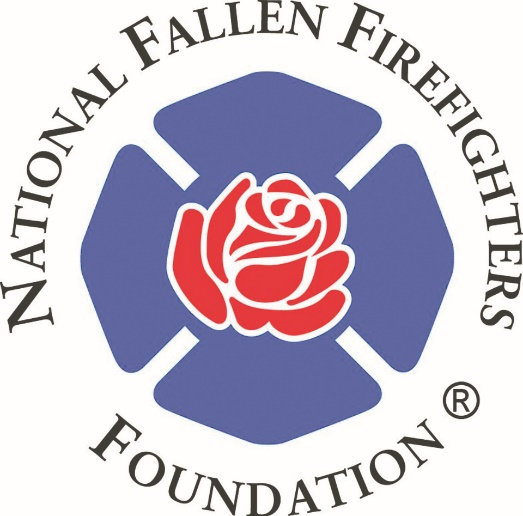 NATIONAL FALLEN FIREFIGHTERS
FOUNDATION ®